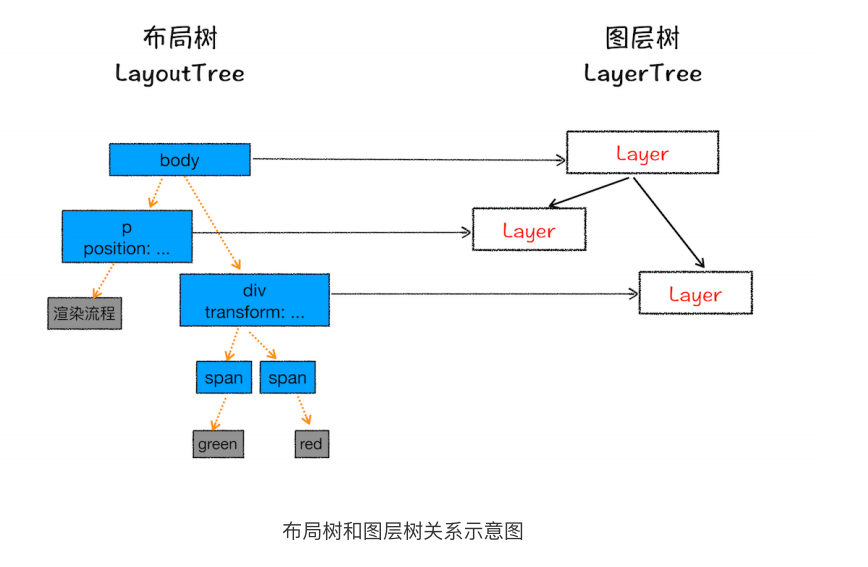 布局树
LayoutTree
图层树
LayerTree
body
Layer
p
position: ...
Layer
div
transform: ...
Layer
渲染流程
span
span
green
red
布局树和图层树关系示意图